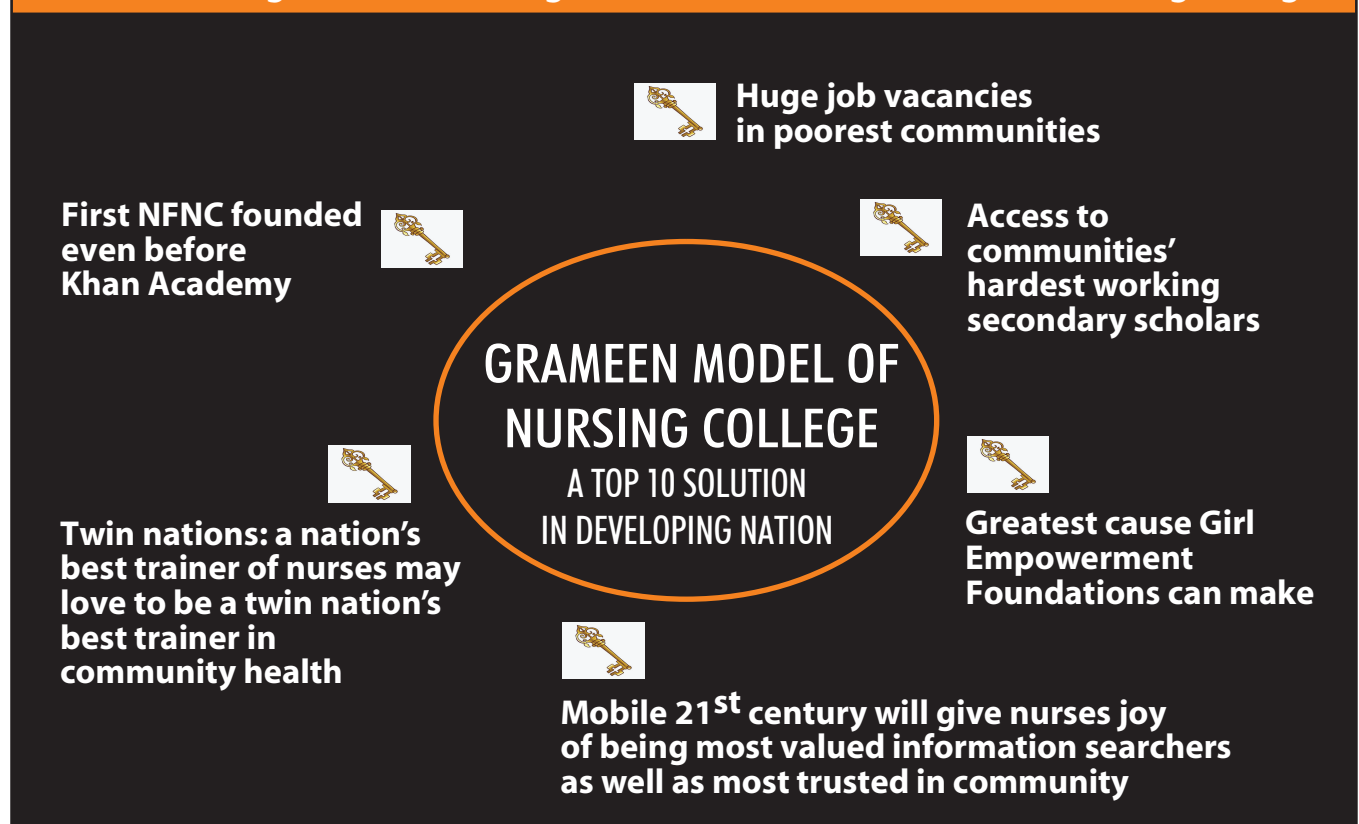 Huge job vacancies
in poorest communities
First NFNC founded
even before
Khan Academy
Access to
communities’
hardest working
secondary scholars
GRAMEEN MODEL OF
NURSING COLLEGE
A TOP 10 SOLUTION
IN DEVELOPING NATION
Twin nations: a nation’s
best trainer of nurses may
love to be a twin nation’s
best trainer in
community health
Greatest cause Girl
Empowerment
Foundations can make
Mobile 21st century will give nurses joy
of being most valued information searchers
as well as most trusted in community